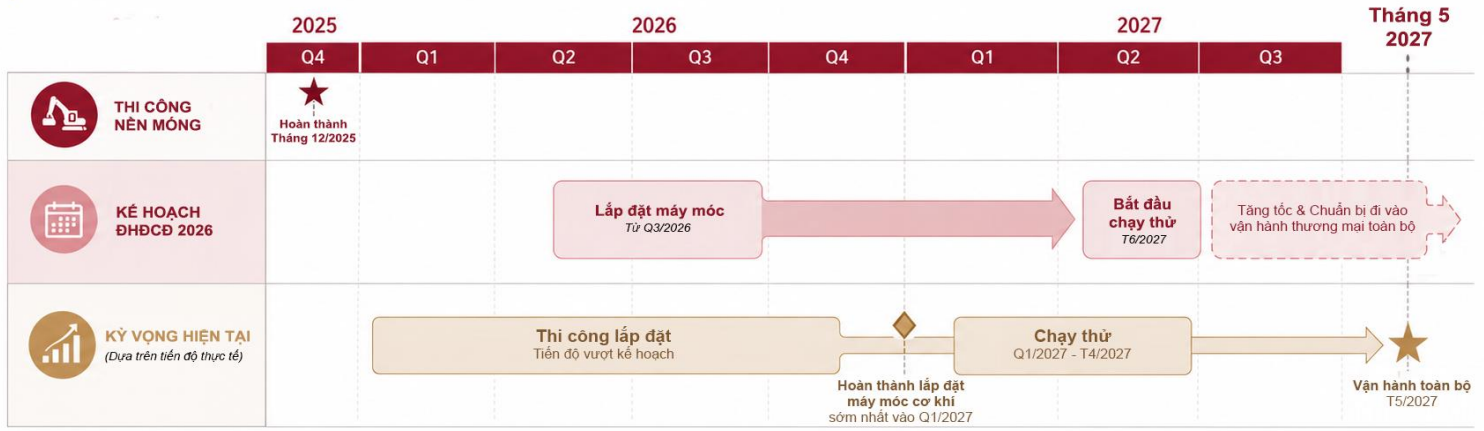 2025
2026
2027
Tháng 5
2027
Q4
Q1
Q2
Q3
Q4
Q1
Q2
Q3
THI CÔNG
NỀN MÓNG
Hoàn thành
Tháng 12/2025
KẾ HOẠCH
ĐHĐCĐ 2026
Lắp đặt máy móc
Từ Q3/2026
Bắt đầu
chạy thử
T6/2027
Tăng tốc & Chuẩn bị đi vào
vận hành thương mại toàn bộ
KỲ VỌNG HIỆN TẠI
(Dựa trên tiến độ thực tế)
Thi công lắp đặt
Tiến độ vượt kế hoạch
Hoàn thành lắp đặt
máy móc cơ khí
sớm nhất vào Q1/2027
Chạy thử
Q1/2027 - T4/2027
Vận hành toàn bộ
T5/2027